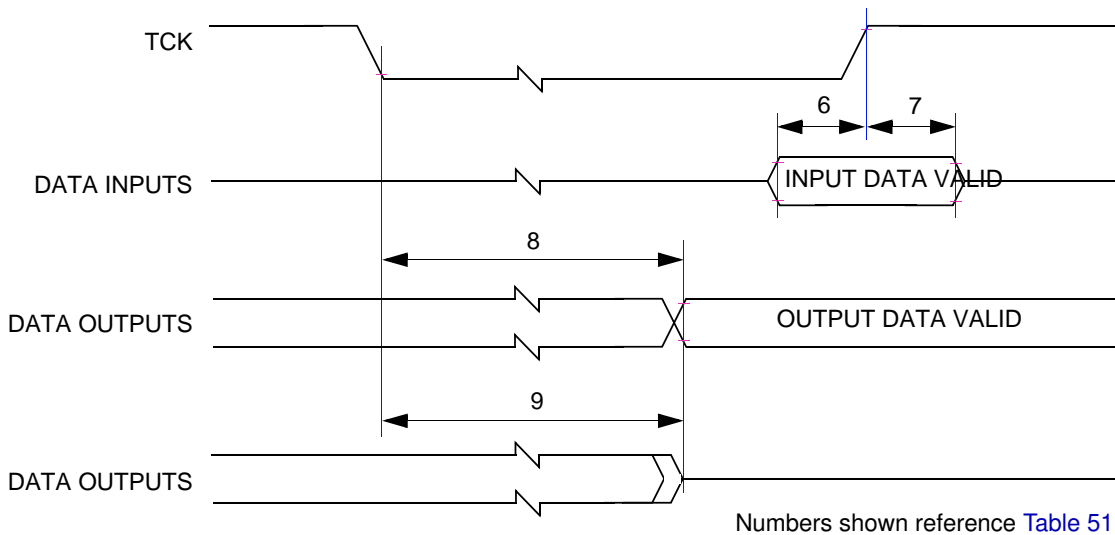 TCK
6
7
DATA INPUTS
INPUT DATA VALID
8
DATA OUTPUTS
OUTPUT DATA VALID
9
DATA OUTPUTS
Numbers shown reference Table 51